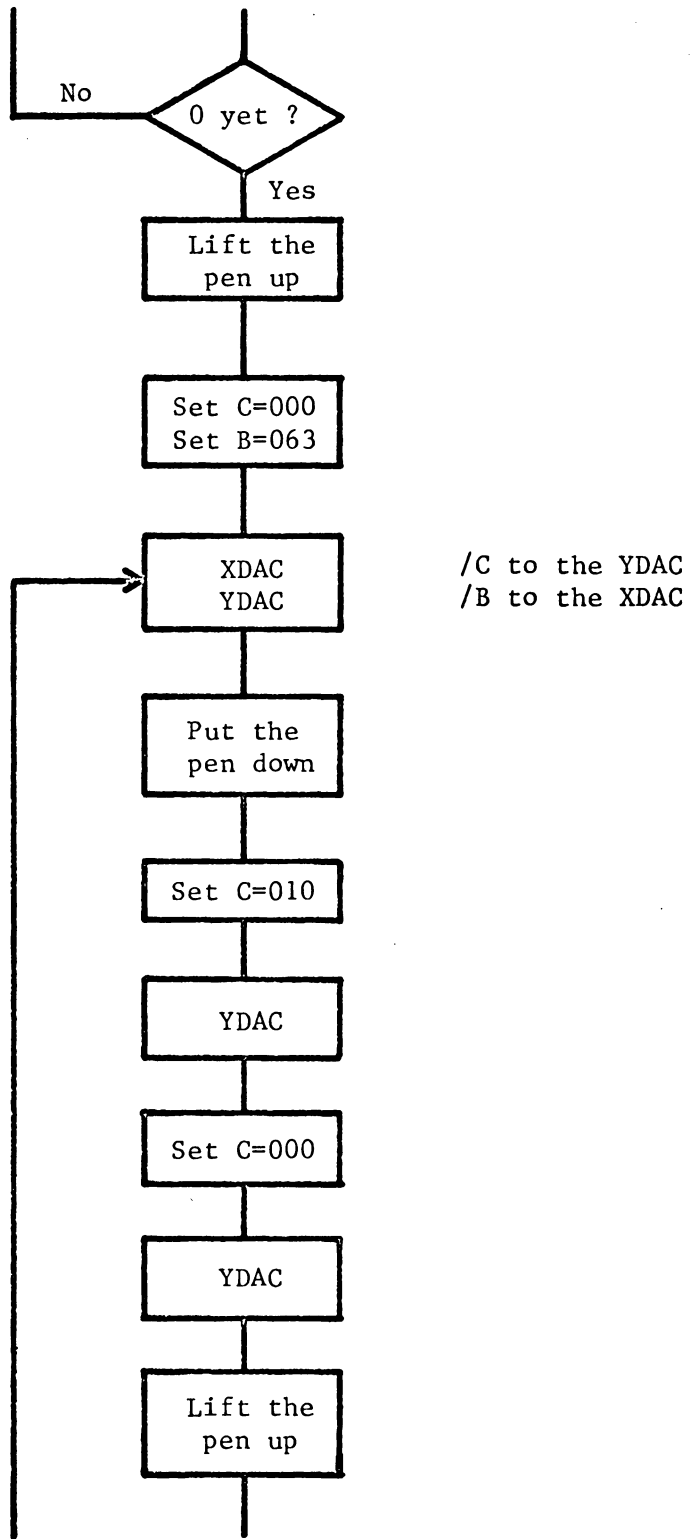 No
0 yet ?
Yes
Lift the
pen up
Set C=000
Set B=063
XDAC
YDAC
/C to the YDAC
/B to the XDAC
Put the
pen down
Set C=010
YDAC
Set C=000
YDAC
Lift the
pen up